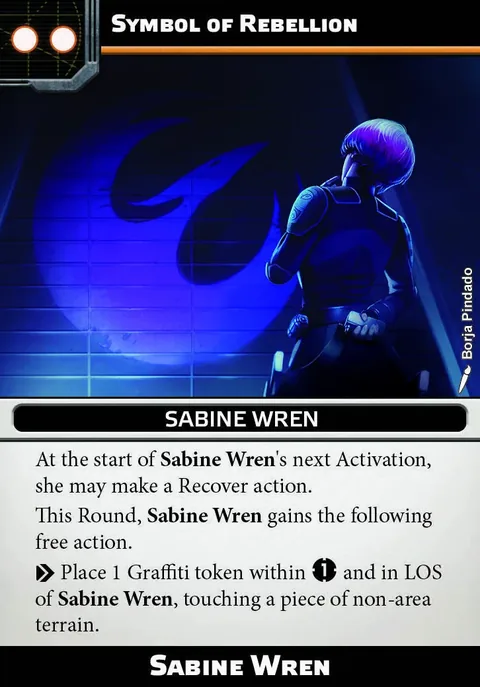 SYMBOL OF REBELLION
Borja Pindado
SABINE WREN
At the start of Sabine Wren's next Activation,
she may make a Recover action.
This Round, Sabine Wren gains the following
free action.
Place 1 Graffiti token within 1 and in LOS
of Sabine Wren, touching a piece of non-area
terrain.
SABINE WREN